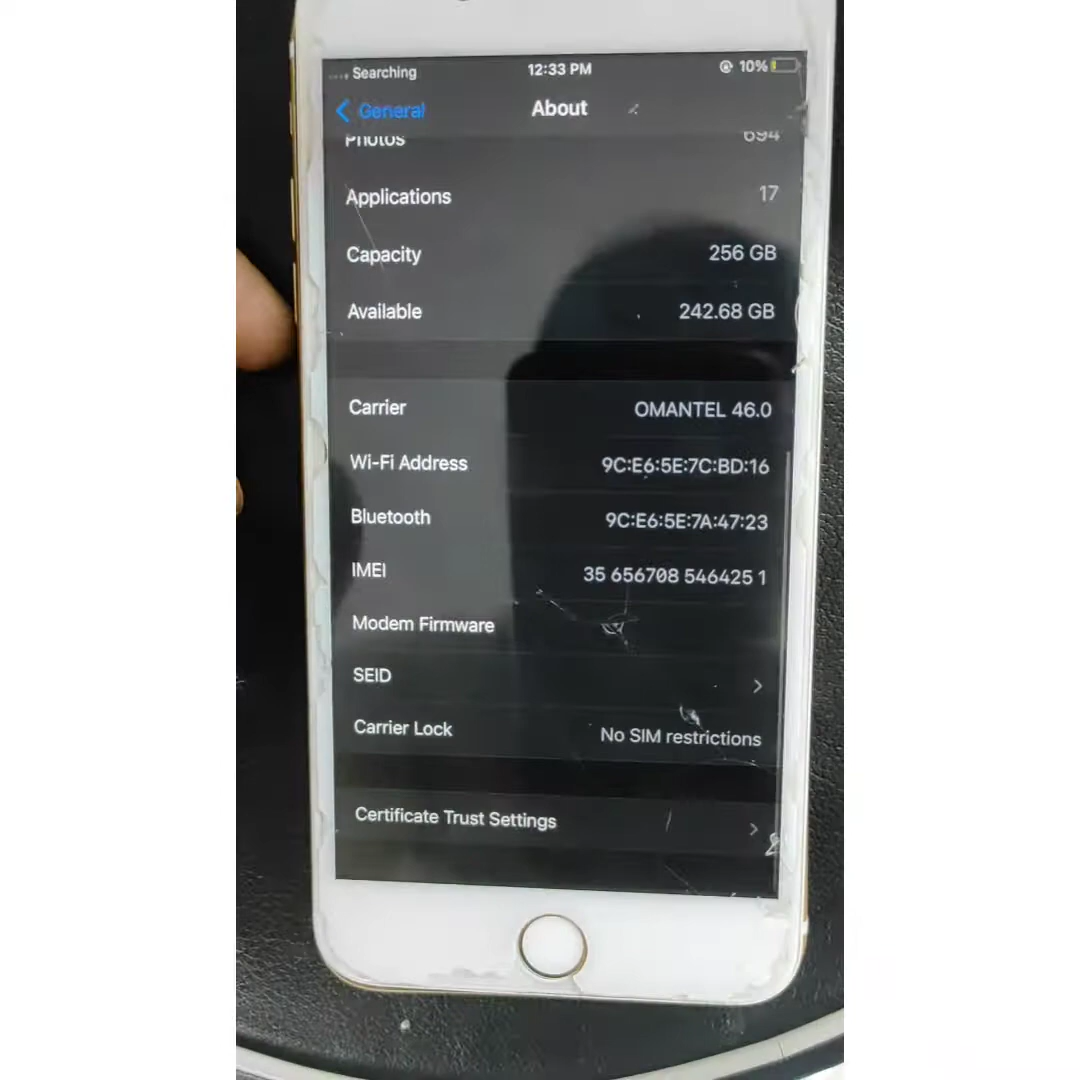 Searching 12:33 PM 10%
General About
Photos 694
Applications 17
Capacity 256 GB
Available 242.68 GB
Carrier OMANTEL 46.0
Wi-Fi Address 9C:E6:5E:7C:BD:16
Bluetooth 9C:E6:5E:7A:47:23
IMEI 35 656708 546425 1
Modem Firmware
SEID
Carrier Lock No SIM restrictions
Certificate Trust Settings